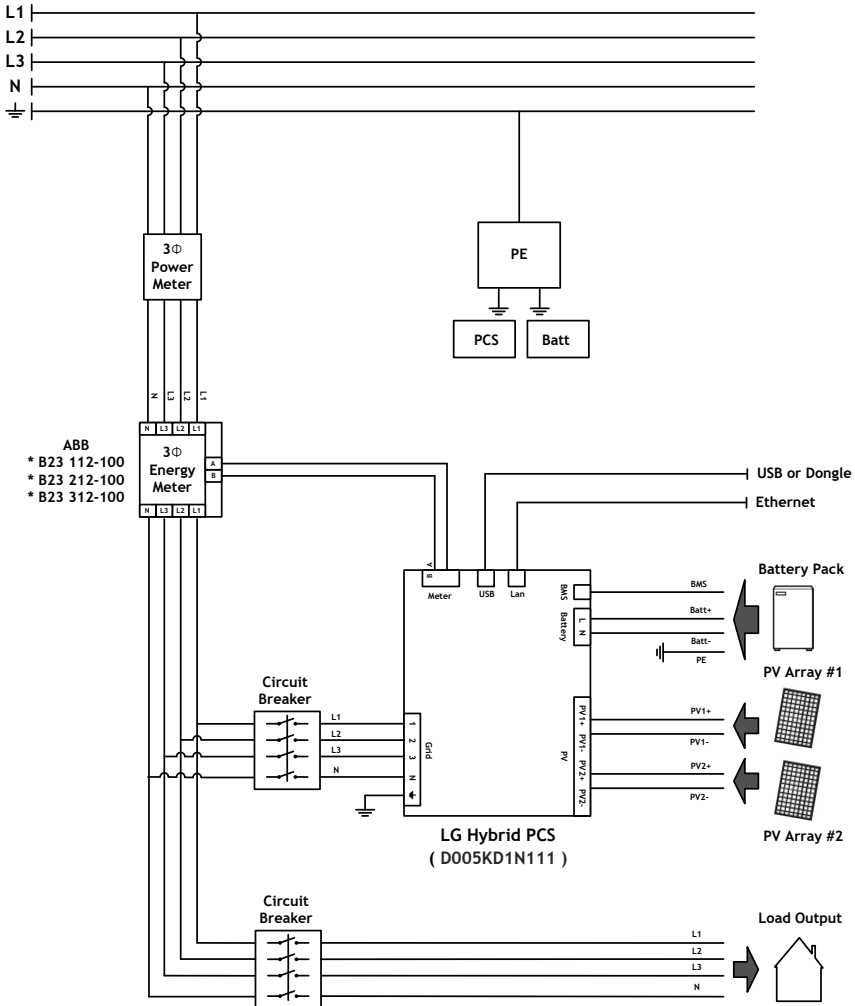 L1
L2
L3
N
3Φ
Power
Meter
PE
PCS
Batt
N
L3
L2
L1
N L3 L2 L1
ABB
* B23 112-100
* B23 212-100
* B23 312-100
3Φ
Energy
Meter
A
B
N L3 L2 L1
USB or Dongle
Ethernet
A
B
Meter
USB
Lan
BMS
Battery
L
N
BMS
Batt+
Batt-
PE
Battery Pack
PV Array #1
Circuit
Breaker
L1
L2
L3
N
1
2
3
N
Grid
PV1+
PV1-
PV2+
PV2-
PV
PV1+
PV1-
PV2+
PV2-
PV Array #2
LG Hybrid PCS
( D005KD1N111 )
Circuit
Breaker
L1
L2
L3
N
Load Output